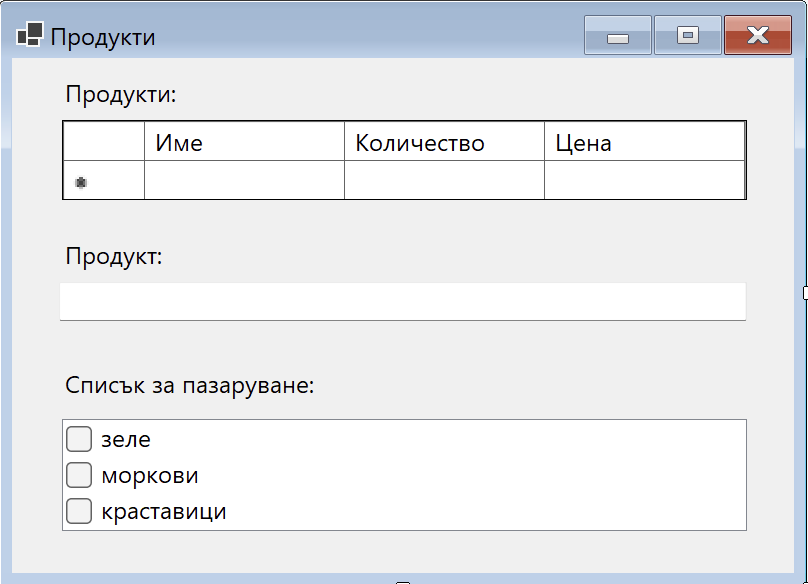 Продукти
Продукти:
Име Количество Цена
Продукт:
Списък за пазаруване:
зеле
моркови
краставици